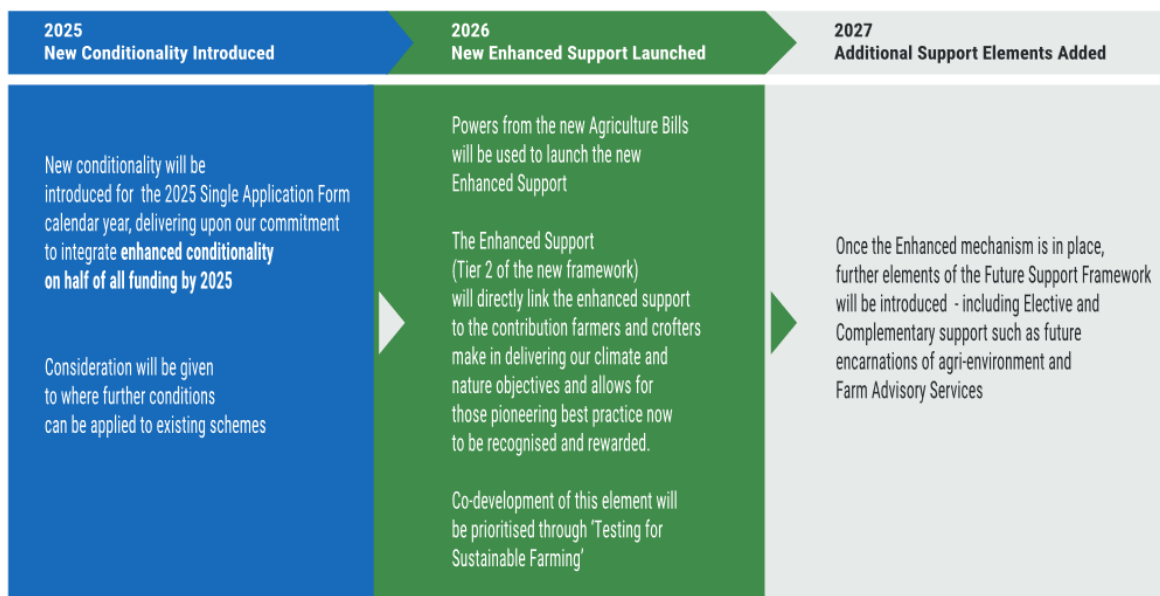 2025
New Conditionality Introduced
2026
New Enhanced Support Launched
2027
Additional Support Elements Added
New conditionality will be
introduced for the 2025 Single Application Form
calendar year, delivering upon our commitment
to integrate enhanced conditionality
on half of all funding by 2025
Consideration will be given
to where further conditions
can be applied to existing schemes
Powers from the new Agriculture Bills
will be used to launch the new
Enhanced Support
The Enhanced Support
(Tier 2 of the new framework)
will directly link the enhanced support
to the contribution farmers and crofters
make in delivering our climate and
nature objectives and allows for
those pioneering best practice now
to be recognised and rewarded.
Co-development of this element will
be prioritised through ‘Testing for
Sustainable Farming’
Once the Enhanced mechanism is in place,
further elements of the Future Support Framework
will be introduced - including Elective and
Complementary support such as future
encarnations of agri-environment and
Farm Advisory Services